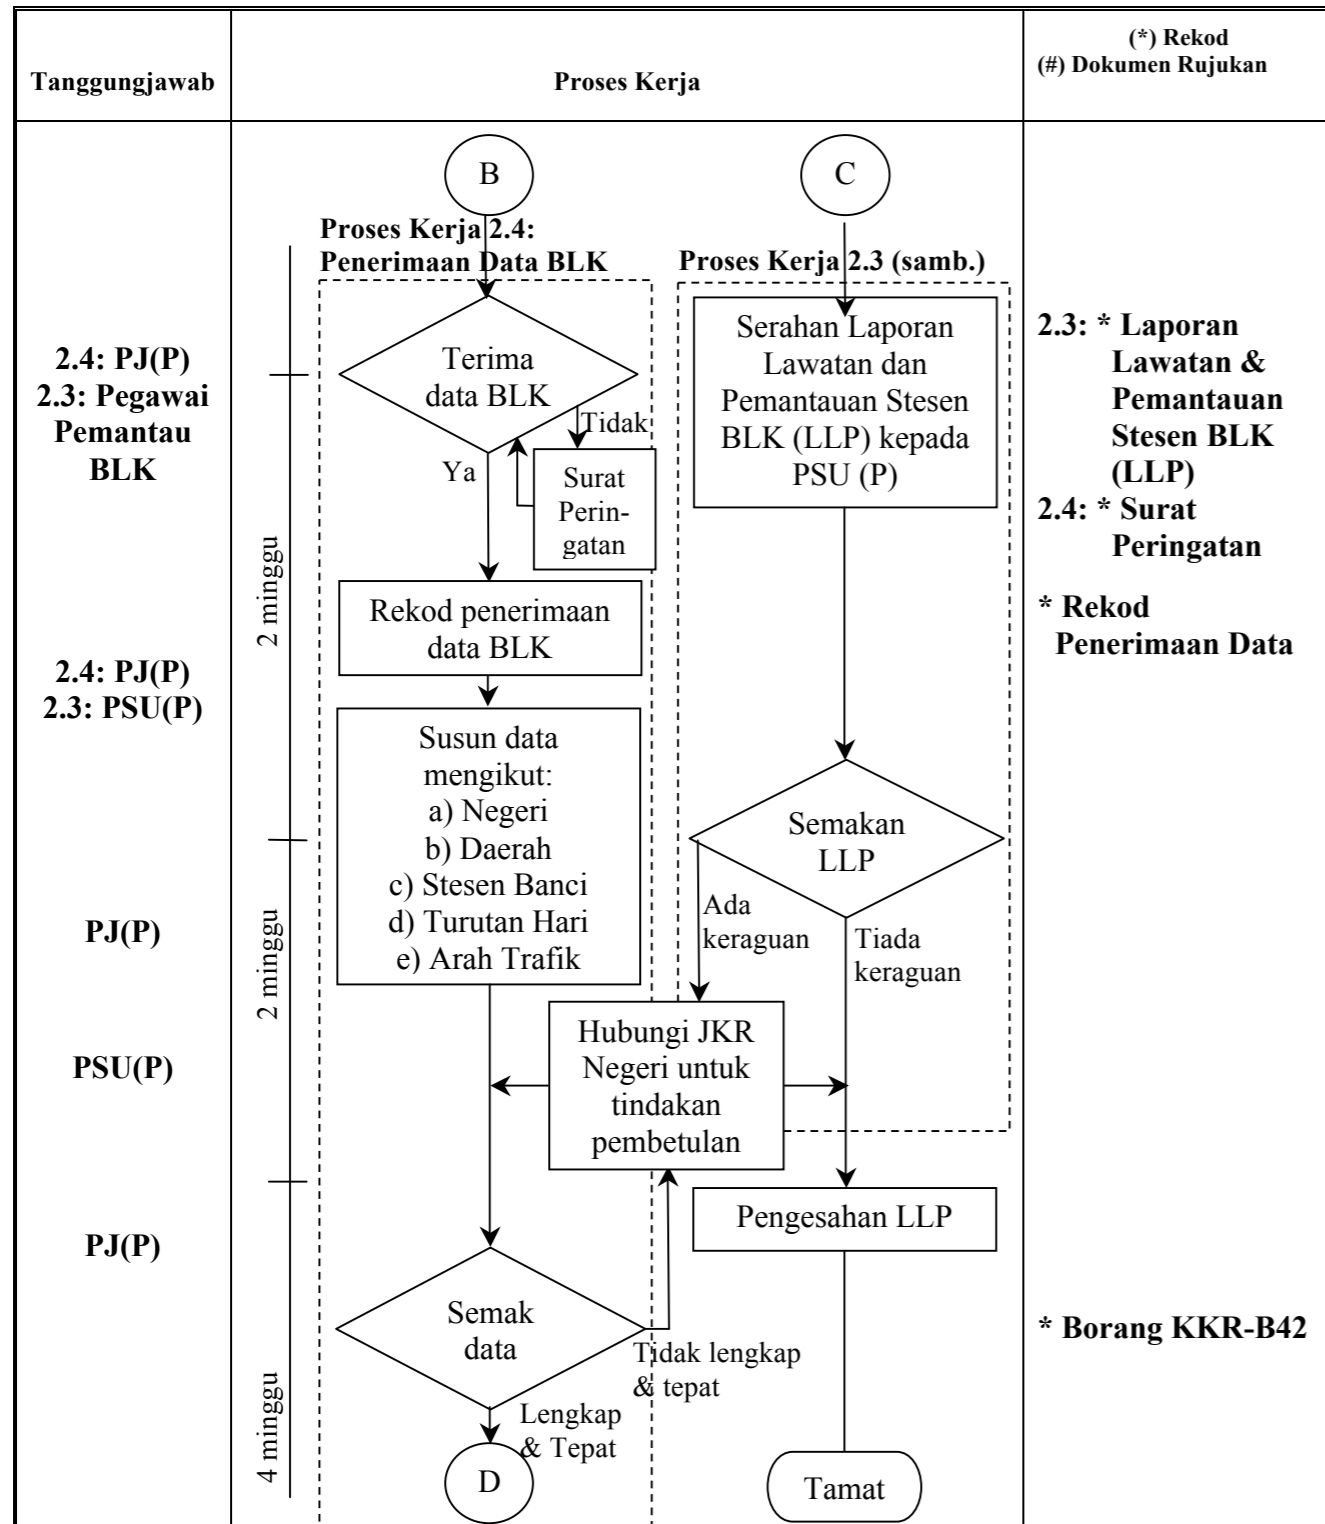 Tanggungjawab
Proses Kerja
(*) Rekod
(#) Dokumen Rujukan
2.4: PJ(P)
2.3: Pegawai
Pemantau
BLK
2.4: PJ(P)
2.3: PSU(P)
PJ(P)
PSU(P)
PJ(P)
2 minggu
2 minggu
4 minggu
B
Proses Kerja 2.4:
Penerimaan Data BLK
Terima
data BLK
Tidak
Ya
Surat
Perin-
gatan
Rekod penerimaan
data BLK
Susun data
mengikut:
a) Negeri
b) Daerah
c) Stesen Banci
d) Turutan Hari
e) Arah Trafik
Hubungi JKR
Negeri untuk
tindakan
pembetulan
Semak
data
Tidak lengkap
& tepat
Lengkap
& Tepat
D
C
Proses Kerja 2.3 (samb.)
Serahan Laporan
Lawatan dan
Pemantauan Stesen
BLK (LLP) kepada
PSU (P)
Semakan
LLP
Ada
keraguan
Tiada
keraguan
Pengesahan LLP
Tamat
2.3: * Laporan
Lawatan &
Pemantauan
Stesen BLK
(LLP)
2.4: * Surat
Peringatan
* Rekod
Penerimaan Data
* Borang KKR-B42